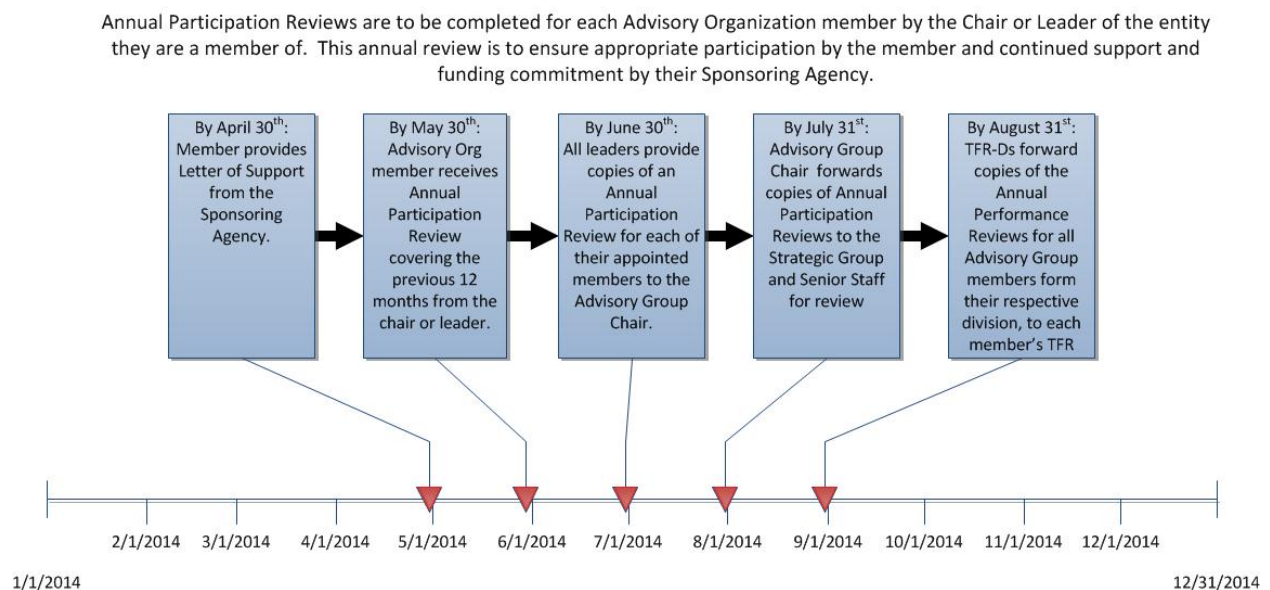 Annual Participation Reviews are to be completed for each Advisory Organization member by the Chair or Leader of the entity
they are a member of.  This annual review is to ensure appropriate participation by the member and continued support and
funding commitment by their Sponsoring Agency.
By April 30th:
Member provides
Letter of Support
from the
Sponsoring
Agency.
By May 30th:
Advisory Org
member receives
Annual
Participation
Review
covering the
previous 12
months from the
chair or leader.
By June 30th:
All leaders provide
copies of an
Annual
Participation
Review for each of
their appointed
members to the
Advisory Group
Chair.
By July 31st:
Advisory Group
Chair  forwards
copies of Annual
Participation
Reviews to the
Strategic Group
and Senior Staff
for review
By August 31st:
TFR-Ds forward
copies of the
Annual
Performance
Reviews for all
Advisory Group
members form
their respective
division, to each
member’s TFR
2/1/2014 3/1/2014 4/1/2014 5/1/2014 6/1/2014 7/1/2014 8/1/2014 9/1/2014 10/1/2014 11/1/2014 12/1/2014
1/1/2014 12/31/2014